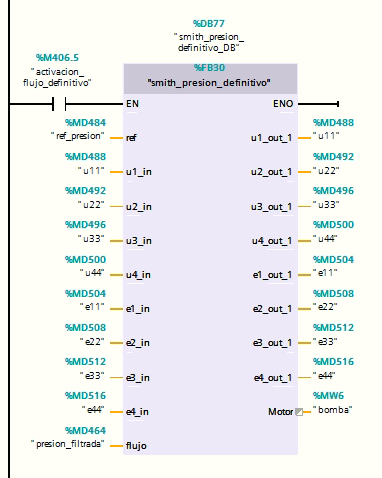 %DB77
"smith_presion_
definitivo_DB"
%M406.5
"activacion_
flujo_definitivo"
%FB30
"smith_presion_definitivo"
EN ENO
%MD484
"ref_presion" ref
%MD488
"u11" u1_in
%MD492
"u22" u2_in
%MD496
"u33" u3_in
%MD500
"u44" u4_in
%MD504
"e11" e1_in
%MD508
"e22" e2_in
%MD512
"e33" e3_in
%MD516
"e44" e4_in
%MD464
"presion_filtrada" flujo
%MD488
u1_out_1 "u11"
%MD492
u2_out_1 "u22"
%MD496
u3_out_1 "u33"
%MD500
u4_out_1 "u44"
%MD504
e1_out_1 "e11"
%MD508
e2_out_1 "e22"
%MD512
e3_out_1 "e33"
%MD516
e4_out_1 "e44"
%MW6
Motor "bomba"